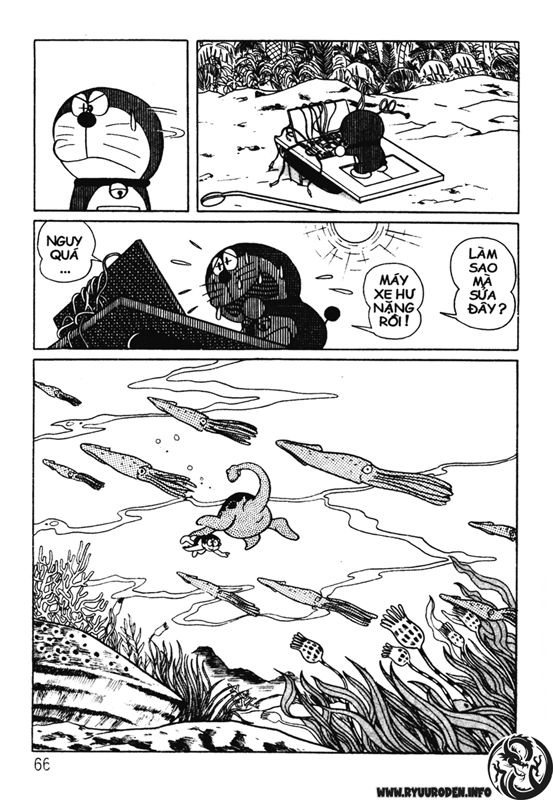 NGUY
QUÁ
...
MÁY
XE HƯ
NẶNG
RỒI!
LÀM
SAO
MÀ
SỬA
ĐÂY?
66
WWW.RYUURODEN.INFO